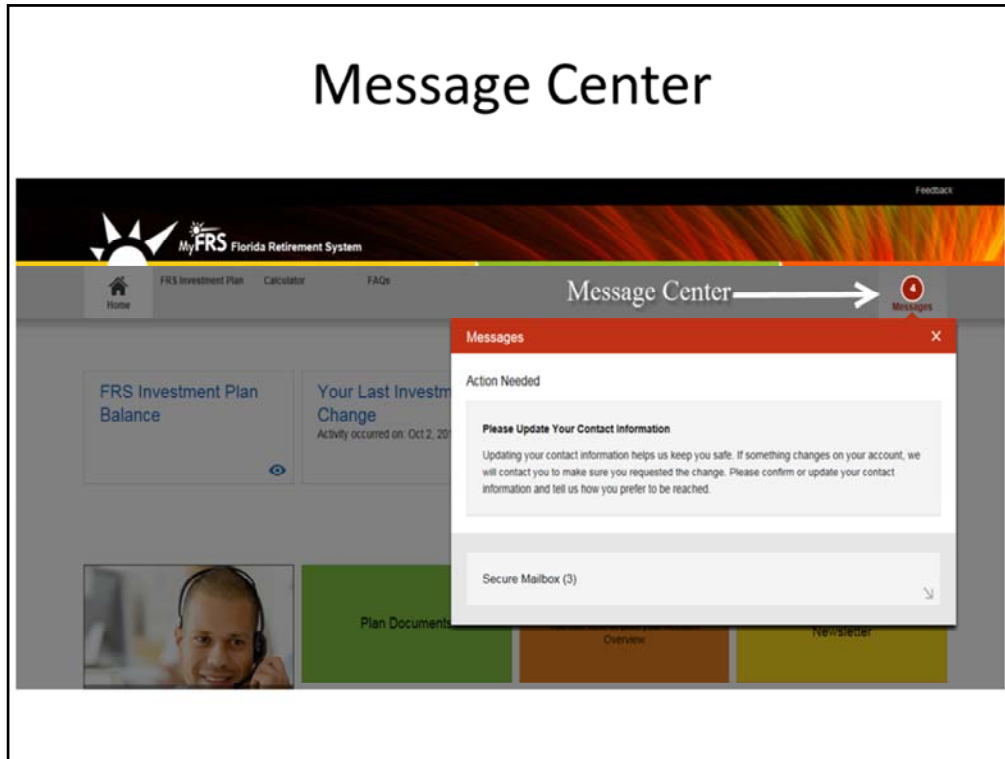 Message Center
Feedback
MyFRS Florida Retirement System
Home
FRS Investment Plan
Calculator
FAQs
Message Center
4
Messages
Messages X
Action Needed
Please Update Your Contact Information
Updating your contact information helps us keep you safe. If something changes on your account, we
will contact you to make sure you requested the change. Please confirm or update your contact
information and tell us how you prefer to be reached.
Secure Mailbox (3)
FRS Investment Plan
Balance
Your Last Investm
Change
Activity occurred on: Oct 2, 201
Plan Documents
Overview
Newsletter